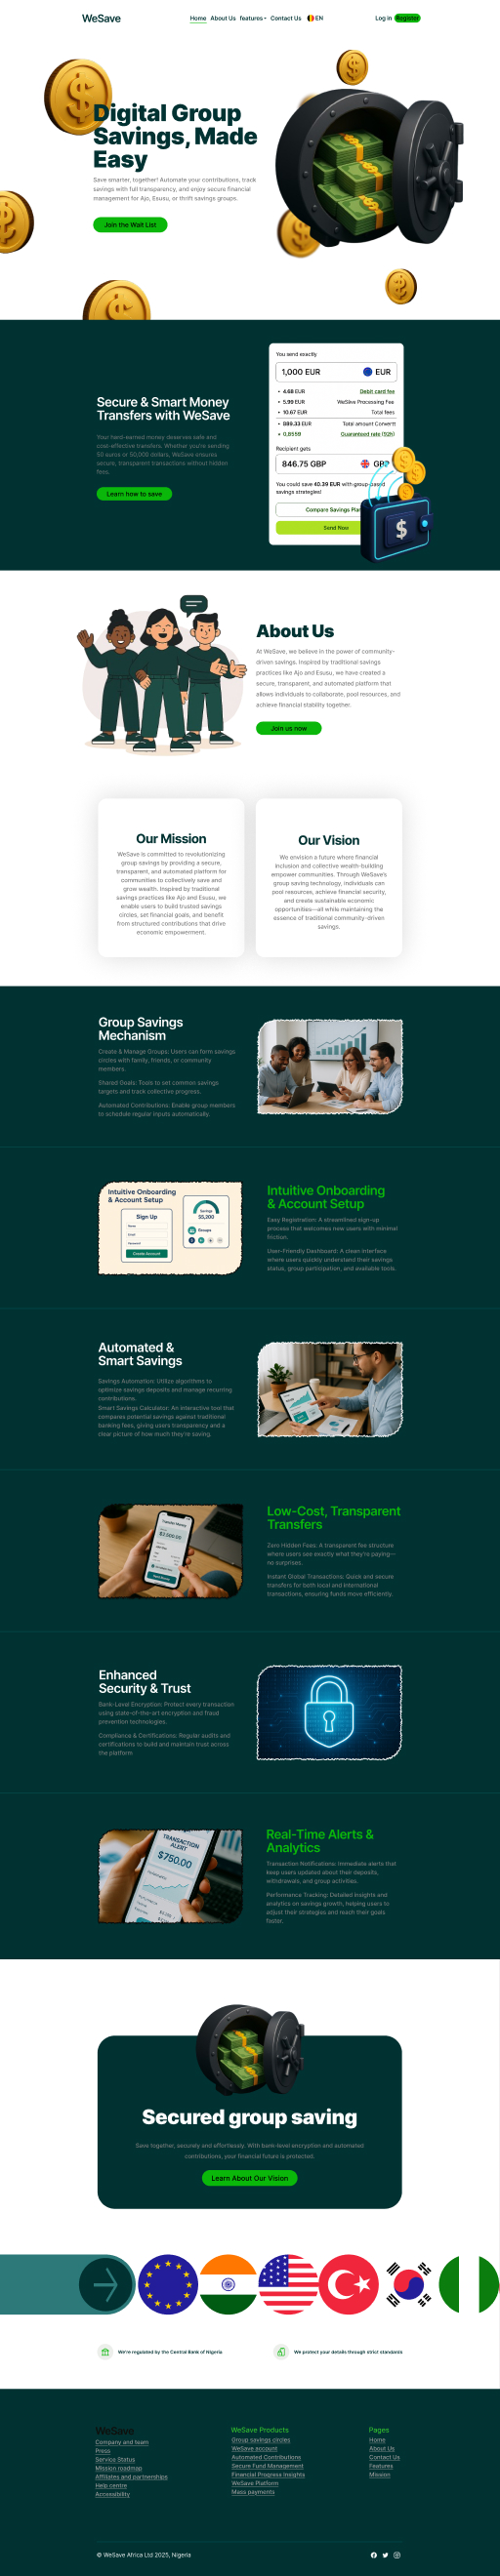 WeSave
Home About Us features Contact Us EN
Log in Register
Digital Group
Savings, Made
Easy
Save smarter, together! Automate your contributions, track
savings with full transparency, and enjoy secure financial
management for Ajo, Esusu, or thrift savings groups.
Join the Wait List
Secure & Smart Money
Transfers with WeSave
Your hard-earned money deserves safe and
cost-effective transfers. Whether you're sending
50 euros or 50,000 dollars, WeSave ensures
secure, transparent transactions without hidden
fees.
Learn how to save
You send exactly
1,000 EUR EUR
4.68 EUR Debit card fee
5.99 EUR WeSave Processing Fee
10.67 EUR Total fees
989.33 EUR Total amount Convert
0.8559 Guaranteed rate (92h)
Recipient gets
846.75 GBP GBP
You could save 40.39 EUR with group-based
savings strategies!
Compare Savings Plan
Send Now
About Us
At WeSave, we believe in the power of community-
driven savings. Inspired by traditional savings
practices like Ajo and Esusu, we have created a
secure, transparent, and automated platform that
allows individuals to collaborate, pool resources, and
achieve financial stability together.
Join us now
Our Mission
WeSave is committed to revolutionizing
group savings by providing a secure,
transparent, and automated platform for
communities to collectively save and
grow wealth. Inspired by traditional
savings practices like Ajo and Esusu, we
enable users to build trusted savings
circles, set financial goals, and benefit
from structured contributions that drive
economic empowerment.
Our Vision
We envision a future where financial
inclusion and collective wealth-building
empower communities. Through WeSave's
group saving technology, individuals can
pool resources, achieve financial security,
and create sustainable economic
opportunities—all while maintaining the
essence of traditional community-driven
savings.
Group Savings
Mechanism
Create & Manage Groups: Users can form savings
circles with family, friends, or community
members.
Shared Goals: Tools to set common savings
targets and track collective progress.
Automated Contributions: Enable group members
to schedule regular inputs automatically.
Intuitive Onboarding
& Account Setup
Sign Up
Name
Email
Password
Create Account
Savings
$5,200
Groups
Intuitive Onboarding
& Account Setup
Easy Registration: A streamlined sign-up
process that welcomes new users with minimal
friction.
User-Friendly Dashboard: A clean interface
where users quickly understand their savings
status, group participation, and available tools.
Automated &
Smart Savings
Savings Automation: Utilize algorithms to
optimize savings deposits and manage recurring
contributions.
Smart Savings Calculator: An interactive tool that
compares potential savings against traditional
banking fees, giving users transparency and a
clear picture of how much they're saving.
Transfer Money
$2,500.00
Low-Cost, Transparent
Transfers
Zero Hidden Fees: A transparent fee structure
where users see exactly what they're paying—
no surprises.
Instant Global Transactions: Quick and secure
transfers for both local and international
transactions, ensuring funds move efficiently.
Enhanced
Security & Trust
Bank-Level Encryption: Protect every transaction
using state-of-the-art encryption and fraud
prevention technologies.
Compliance & Certifications: Regular audits and
certifications to build and maintain trust across
the platform
TRANSACTION
ALERT
$750.00
Real-Time Alerts &
Analytics
Transaction Notifications: Immediate alerts that
keep users updated about their deposits,
withdrawals, and group activities.
Performance Tracking: Detailed insights and
analytics on savings growth, helping users to
adjust their strategies and reach their goals
faster.
Secured group saving
Save together, securely and effortlessly. With bank-level encryption and automated
contributions, your financial future is protected.
Learn About Our Vision
We're regulated by the Central Bank of Nigeria
We protect your details through strict standards
WeSave
Company and team
Press
Service Status
Mission roadmap
Affiliates and partnerships
Help centre
Accessibility
WeSave Products
Group savings circles
WeSave account
Automated Contributions
Secure Fund Management
Financial Progress Insights
WeSave Platform
Mass payments
Pages
Home
About Us
Contact Us
Features
Mission
© WeSave Africa Ltd 2025, Nigeria